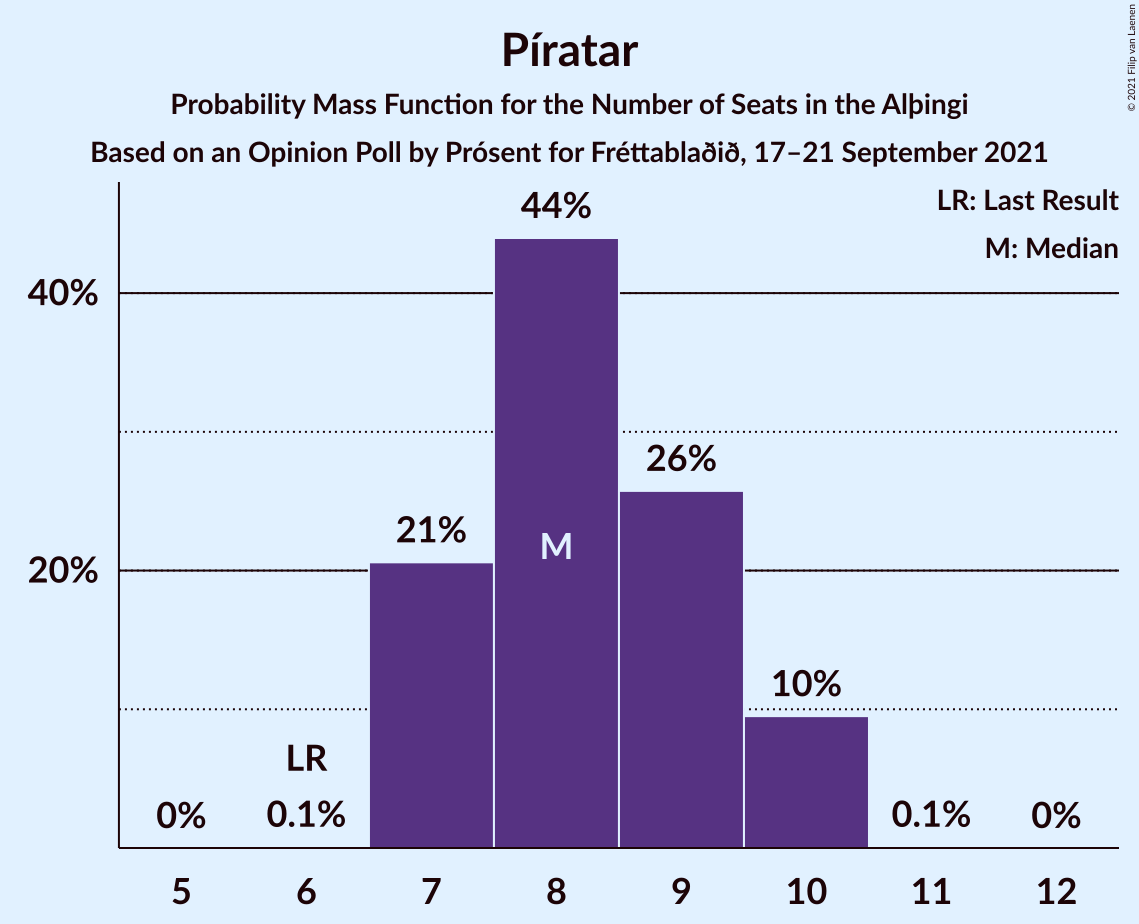 Píratar
Probability Mass Function for the Number of Seats in the Alþingi
Based on an Opinion Poll by Prósent for Fréttablaðið, 17–21 September 2021
© 2021 Filip van Laenen
LR: Last Result
M: Median
44%
40%
26%
21%
M
20%
10%
LR
0%
0.1%
0.1%
0%
5 6 7 8 9 10 11 12